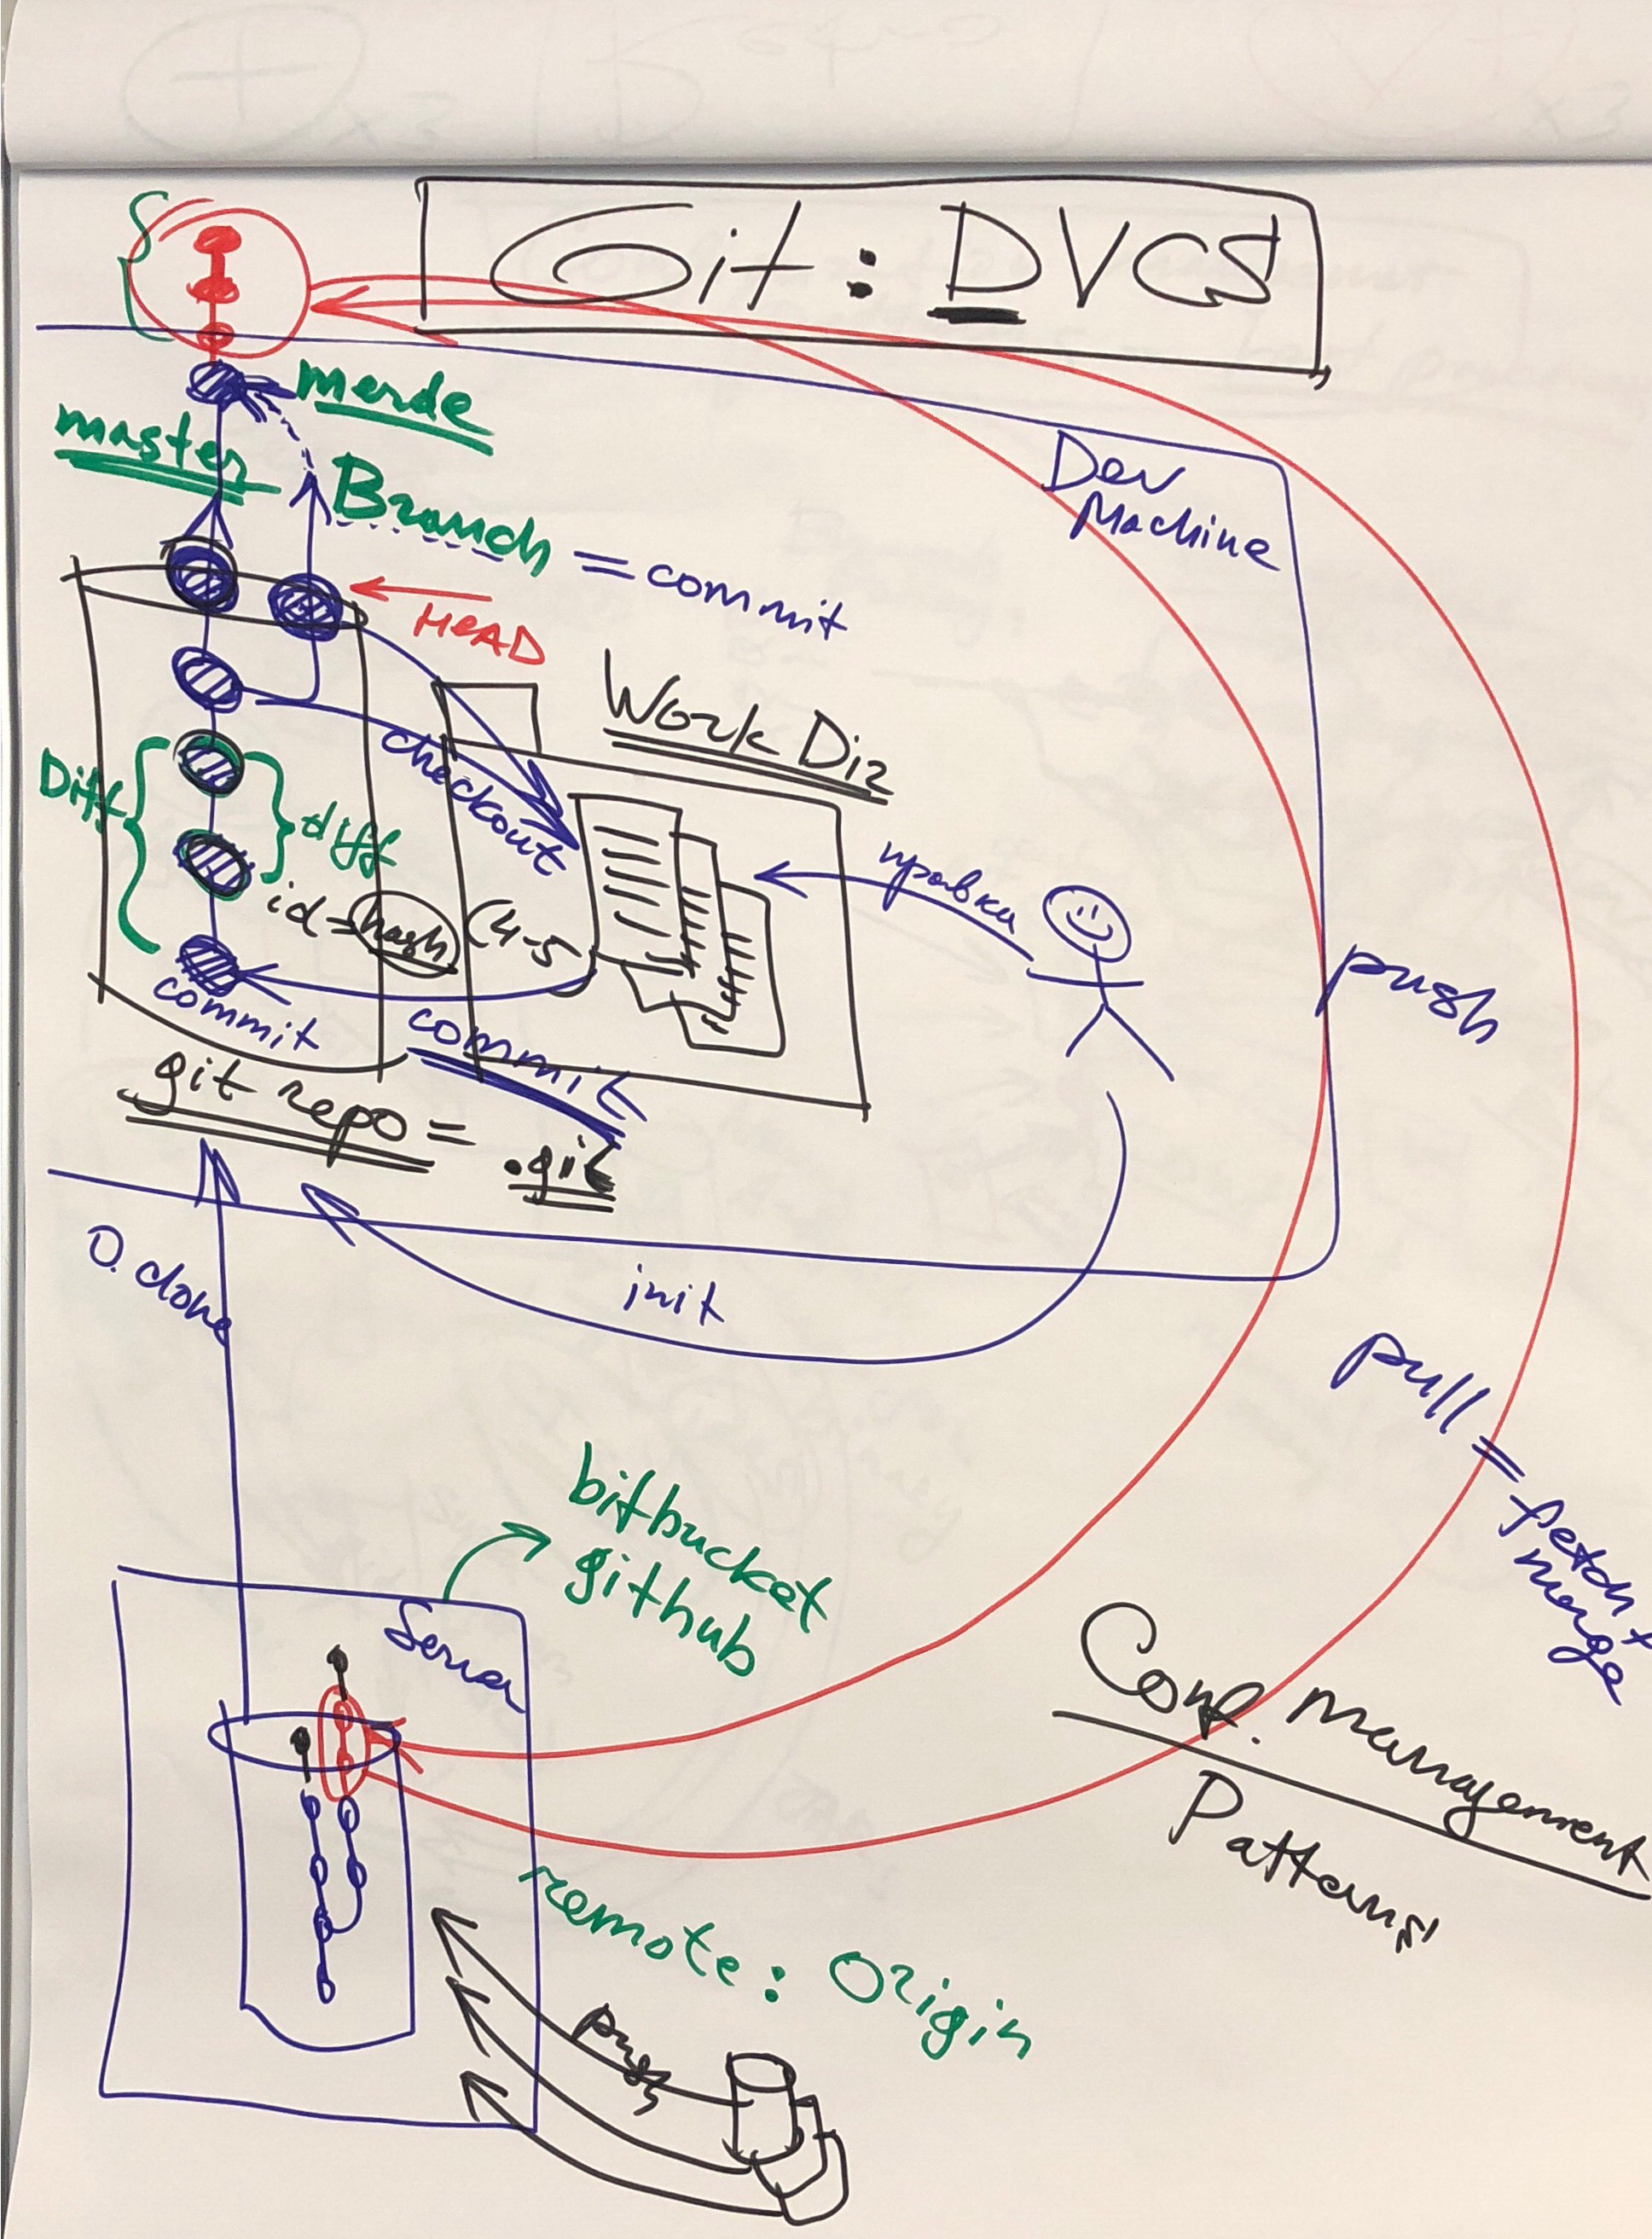 Git: DVCS
merde
master
Branch = commit
Dev
Machine
HEAD
Work Dir
checkout
Diff
diff
правки
id = hash (4-5
push
commit
commit
git repo = .git
0. clone
init
pull =
fetch +
merge
bitbucket
github
Server
Conf. Management
Patterns
remote: Origin
push